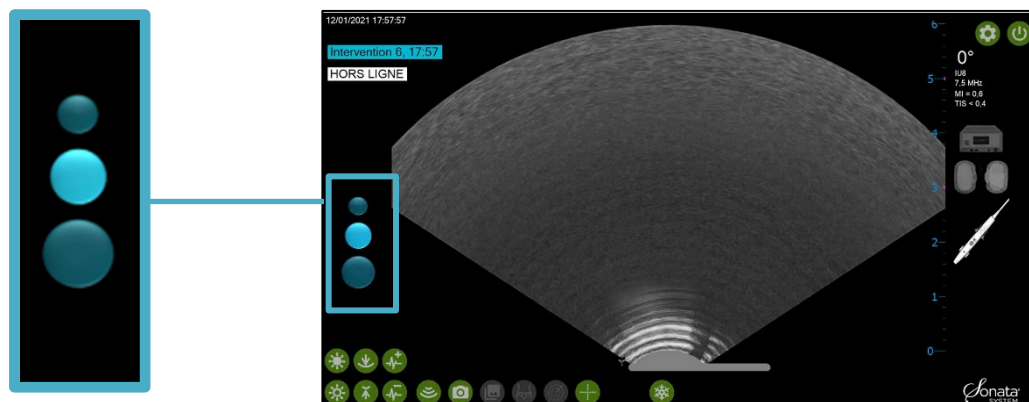 12/01/2021 17:57:57
Intervention 6, 17:57
HORS LIGNE
6
5
4
3
2
1
0
0°
IU8
7,5 MHz
MI = 0,6
TIS < 0,4
Sonata
SYSTEM